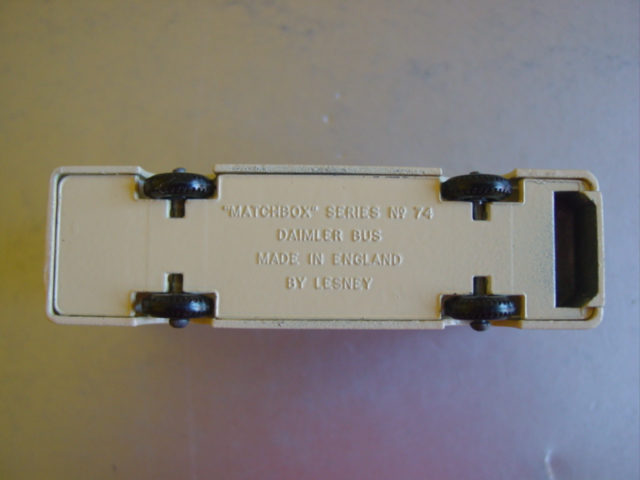 "MATCHBOX" SERIES Nº 74
DAIMLER BUS
MADE IN ENGLAND
BY LESNEY